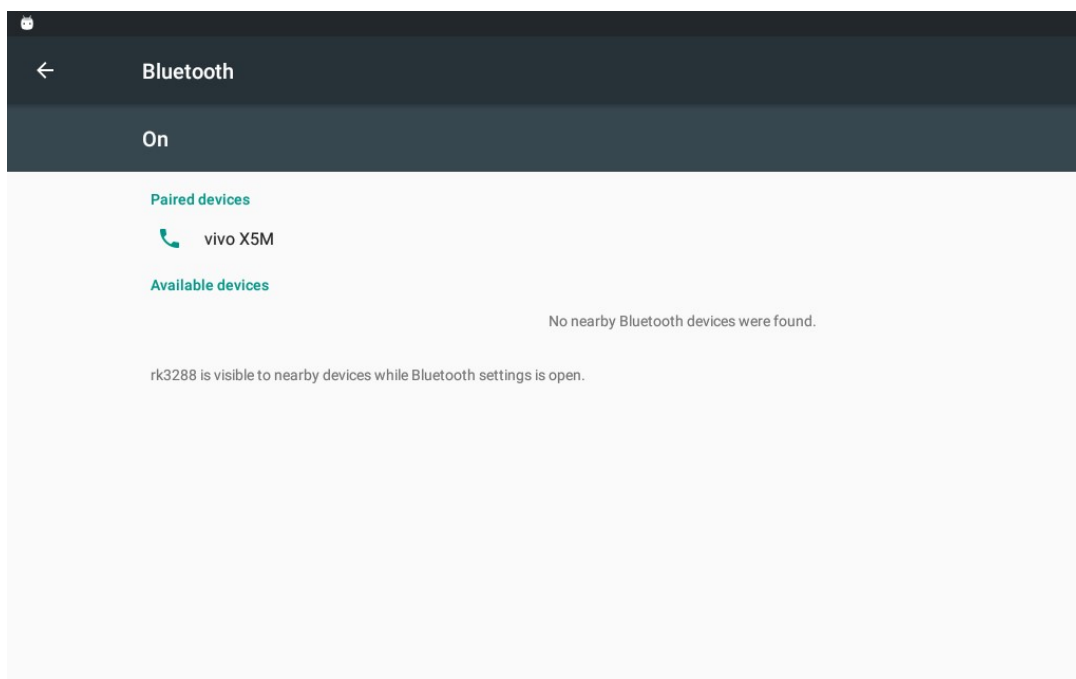 Bluetooth
On
Paired devices
vivo X5M
Available devices
No nearby Bluetooth devices were found.
rk3288 is visible to nearby devices while Bluetooth settings is open.